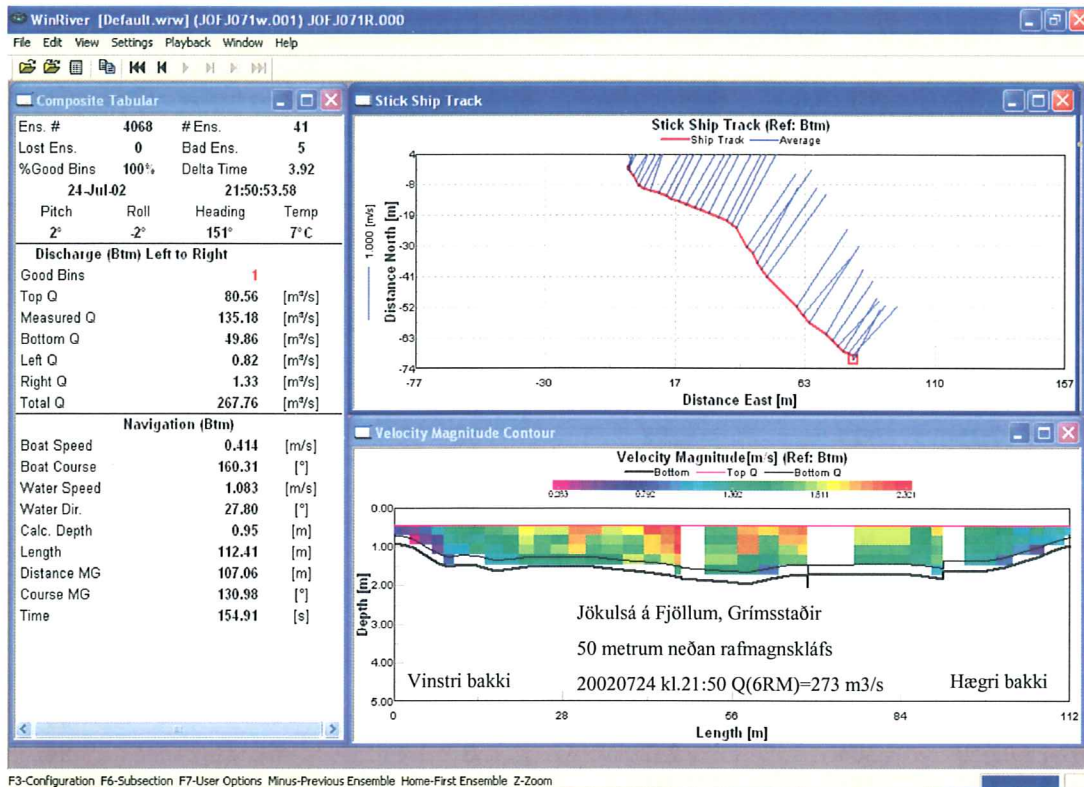 WinRiver [Default.wrw] (JOFJ071w.001) JOFJ071R.000
File Edit View Settings Playback Window Help
Composite Tabular
Ens. # 4068 # Ens. 41
Lost Ens. 0 Bad Ens. 5
%Good Bins 100% Delta Time 3.92
24-Jul-02 21:50:53.58
Pitch Roll Heading Temp
2° -2° 151° 7°C
Discharge (Btm) Left to Right
Good Bins 1
Top Q 80.56 [m³/s]
Measured Q 135.18 [m³/s]
Bottom Q 49.86 [m³/s]
Left Q 0.82 [m³/s]
Right Q 1.33 [m³/s]
Total Q 267.76 [m³/s]
Navigation (Btm)
Boat Speed 0.414 [m/s]
Boat Course 160.31 [°]
Water Speed 1.083 [m/s]
Water Dir. 27.80 [°]
Calc. Depth 0.95 [m]
Length 112.41 [m]
Distance MG 107.06 [m]
Course MG 130.98 [°]
Time 154.91 [s]
Stick Ship Track
Stick Ship Track (Ref: Btm)
Ship Track Average
1.000 [m/s]
Distance North [m]
4
-8
-19
-30
-41
-52
-63
-74
-77 -30 17 63 110 157
Distance East [m]
Velocity Magnitude Contour
Velocity Magnitude[m/s] (Ref: Btm)
Bottom Top Q Bottom Q
0.263 0.792 1.302 1.811 2.321
Depth [m]
0.00
1.00
2.00
3.00
4.00
5.00
Jökulsá á Fjöllum, Grímsstaðir
50 metrum neðan rafmagnskláfs
Vinstri bakki 20020724 kl.21:50 Q(6RM)=273 m3/s Hægri bakki
0 28 56 84 112
Length [m]
F3-Configuration F6-Subsection F7-User Options Minus-Previous Ensemble Home-First Ensemble Z-Zoom